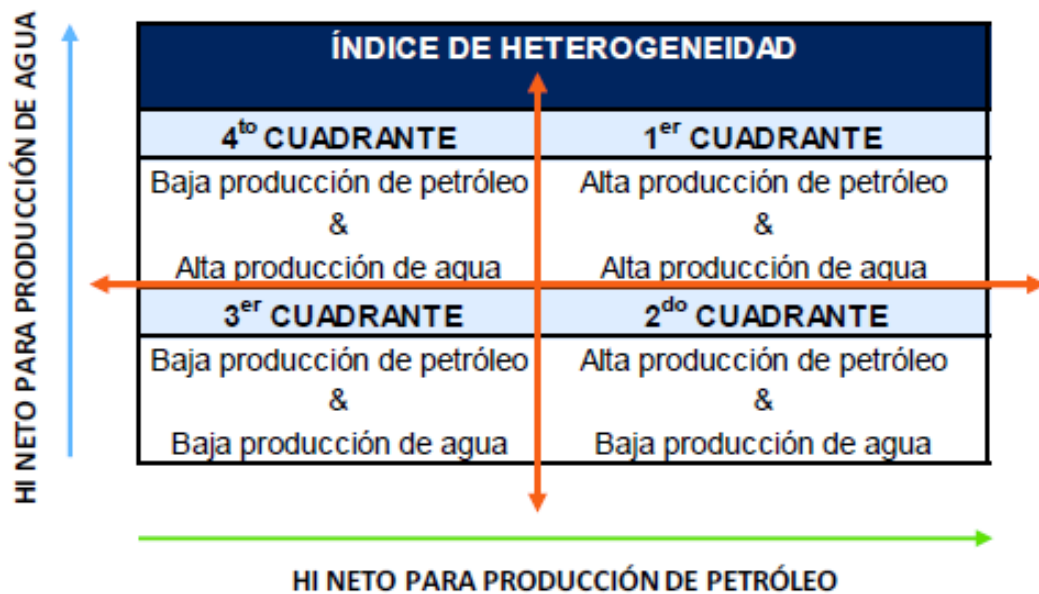 HI NETO PARA PRODUCCIÓN DE AGUA
ÍNDICE DE HETEROGENEIDAD
4to CUADRANTE
Baja producción de petróleo
&
Alta producción de agua
1er CUADRANTE
Alta producción de petróleo
&
Alta producción de agua
3er CUADRANTE
Baja producción de petróleo
&
Baja producción de agua
2do CUADRANTE
Alta producción de petróleo
&
Baja producción de agua
HI NETO PARA PRODUCCIÓN DE PETRÓLEO